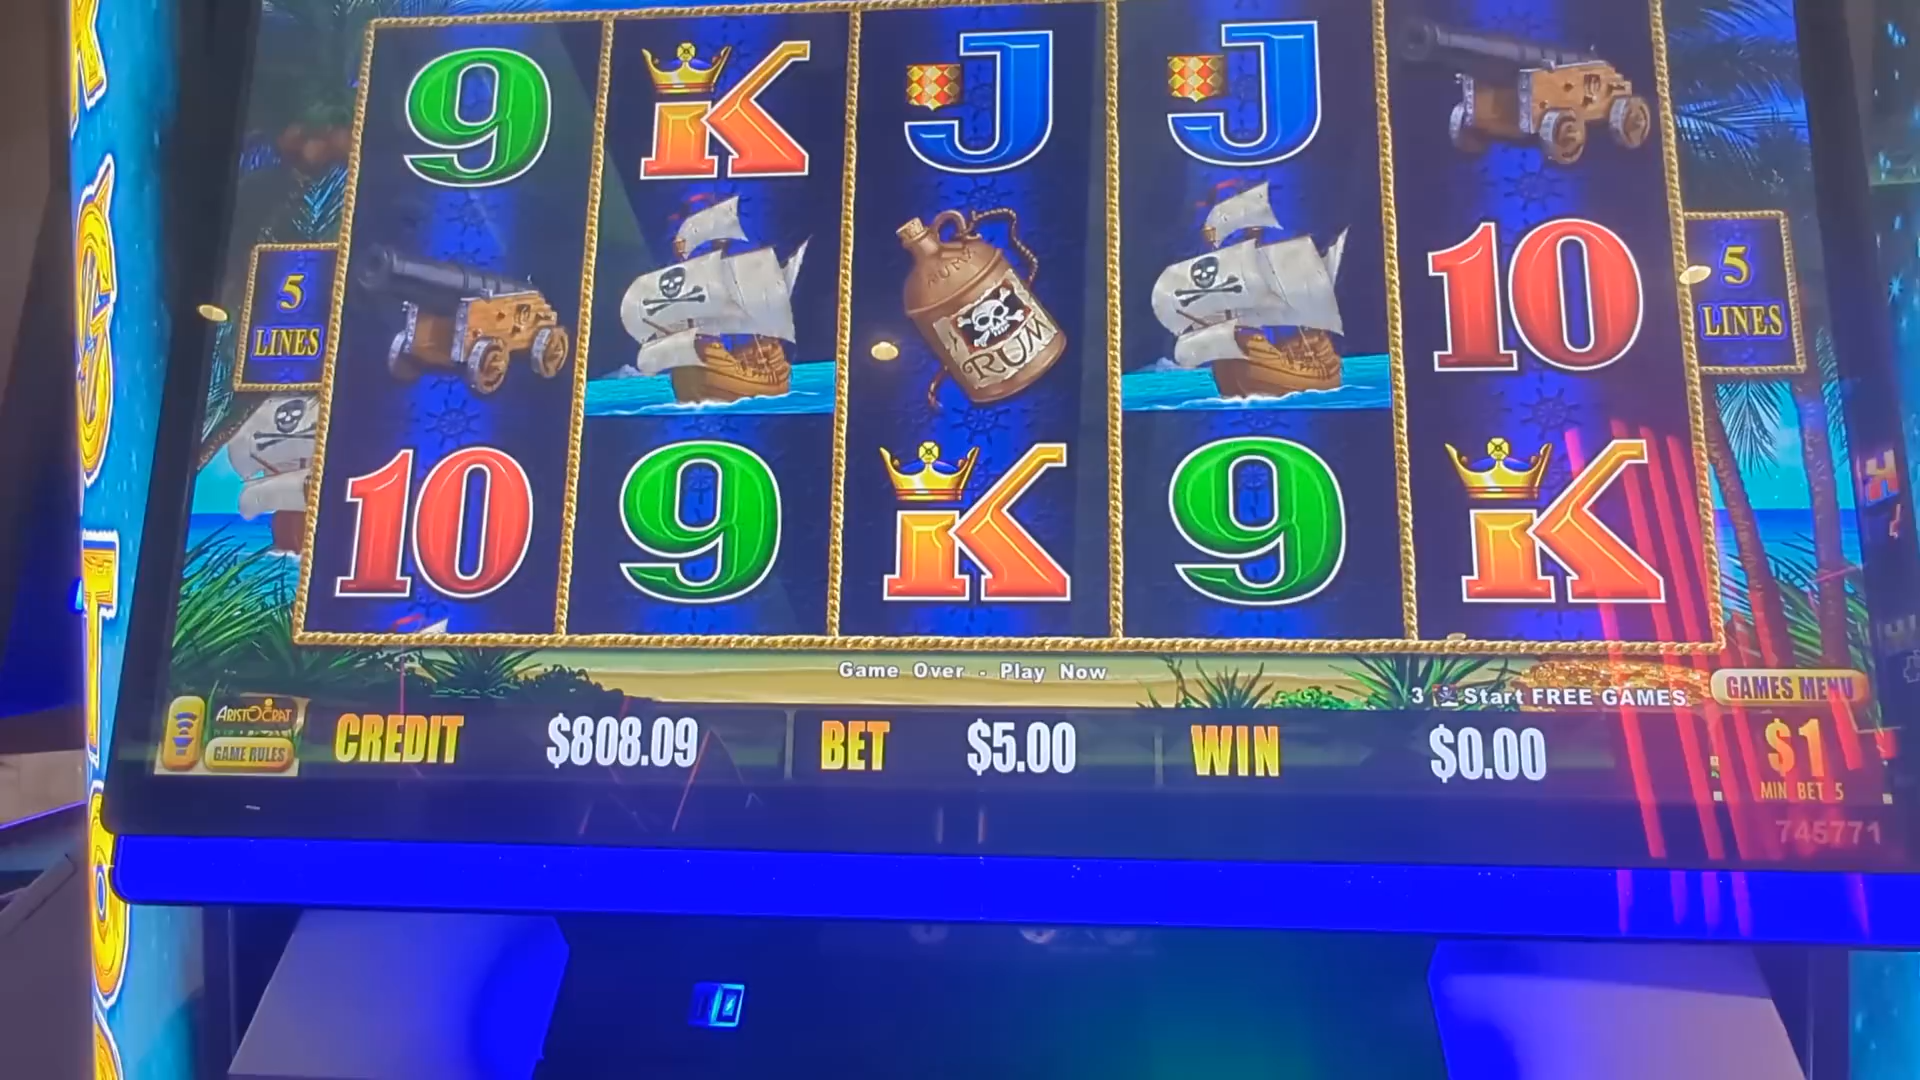 9 K J J
5 LINES
RUM
RUM
10
5 LINES
10 9 K 9 K
Game Over - Play Now
3 Start FREE GAMES
GAMES MENU
ARISTOCRAT
GAME RULES
CREDIT $808.09 BET $5.00 WIN $0.00
$1
MIN BET 5
745771